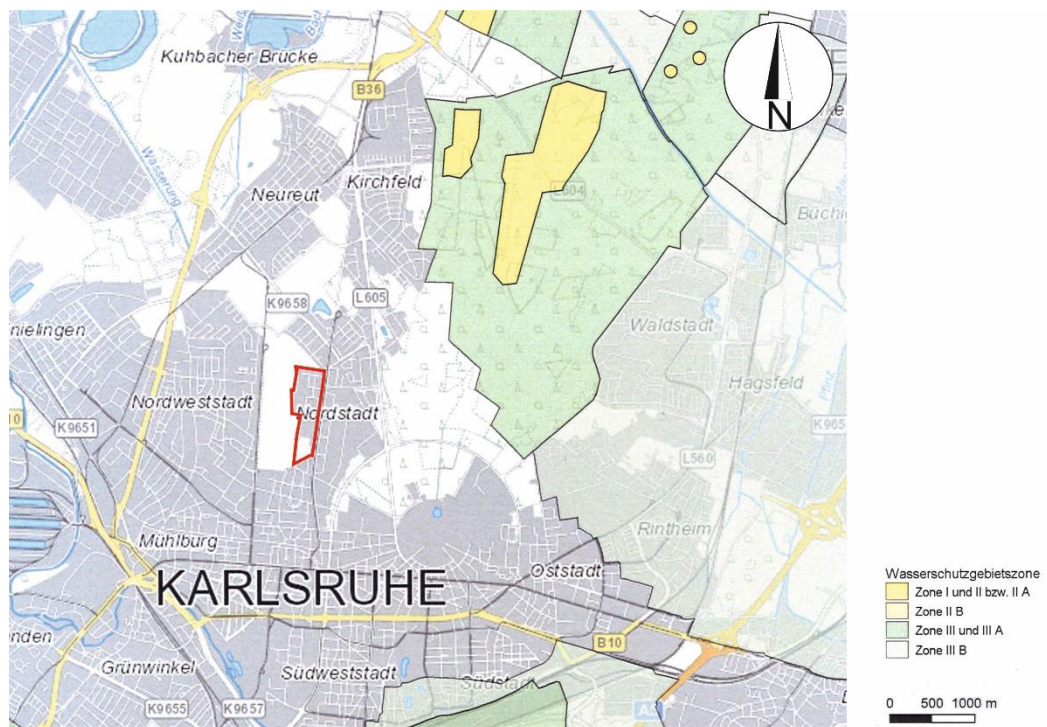 Kuhbacher Brücke
B36
Wasserung
Neureut
Kirchfeld
L604
K9658
L605
nielingen
Waldstadt
Hagsfeld
Nordweststadt
Nordstadt
K9651
K965
L560
Rintheim
Mühlburg
KARLSRUHE
Oststadt
B10
Grünwinkel
Südweststadt
Südstadt
K9655
K9657
N
Wasserschutzgebietszone
Zone I und II bzw. II A
Zone II B
Zone III und III A
Zone III B
0 500 1000 m